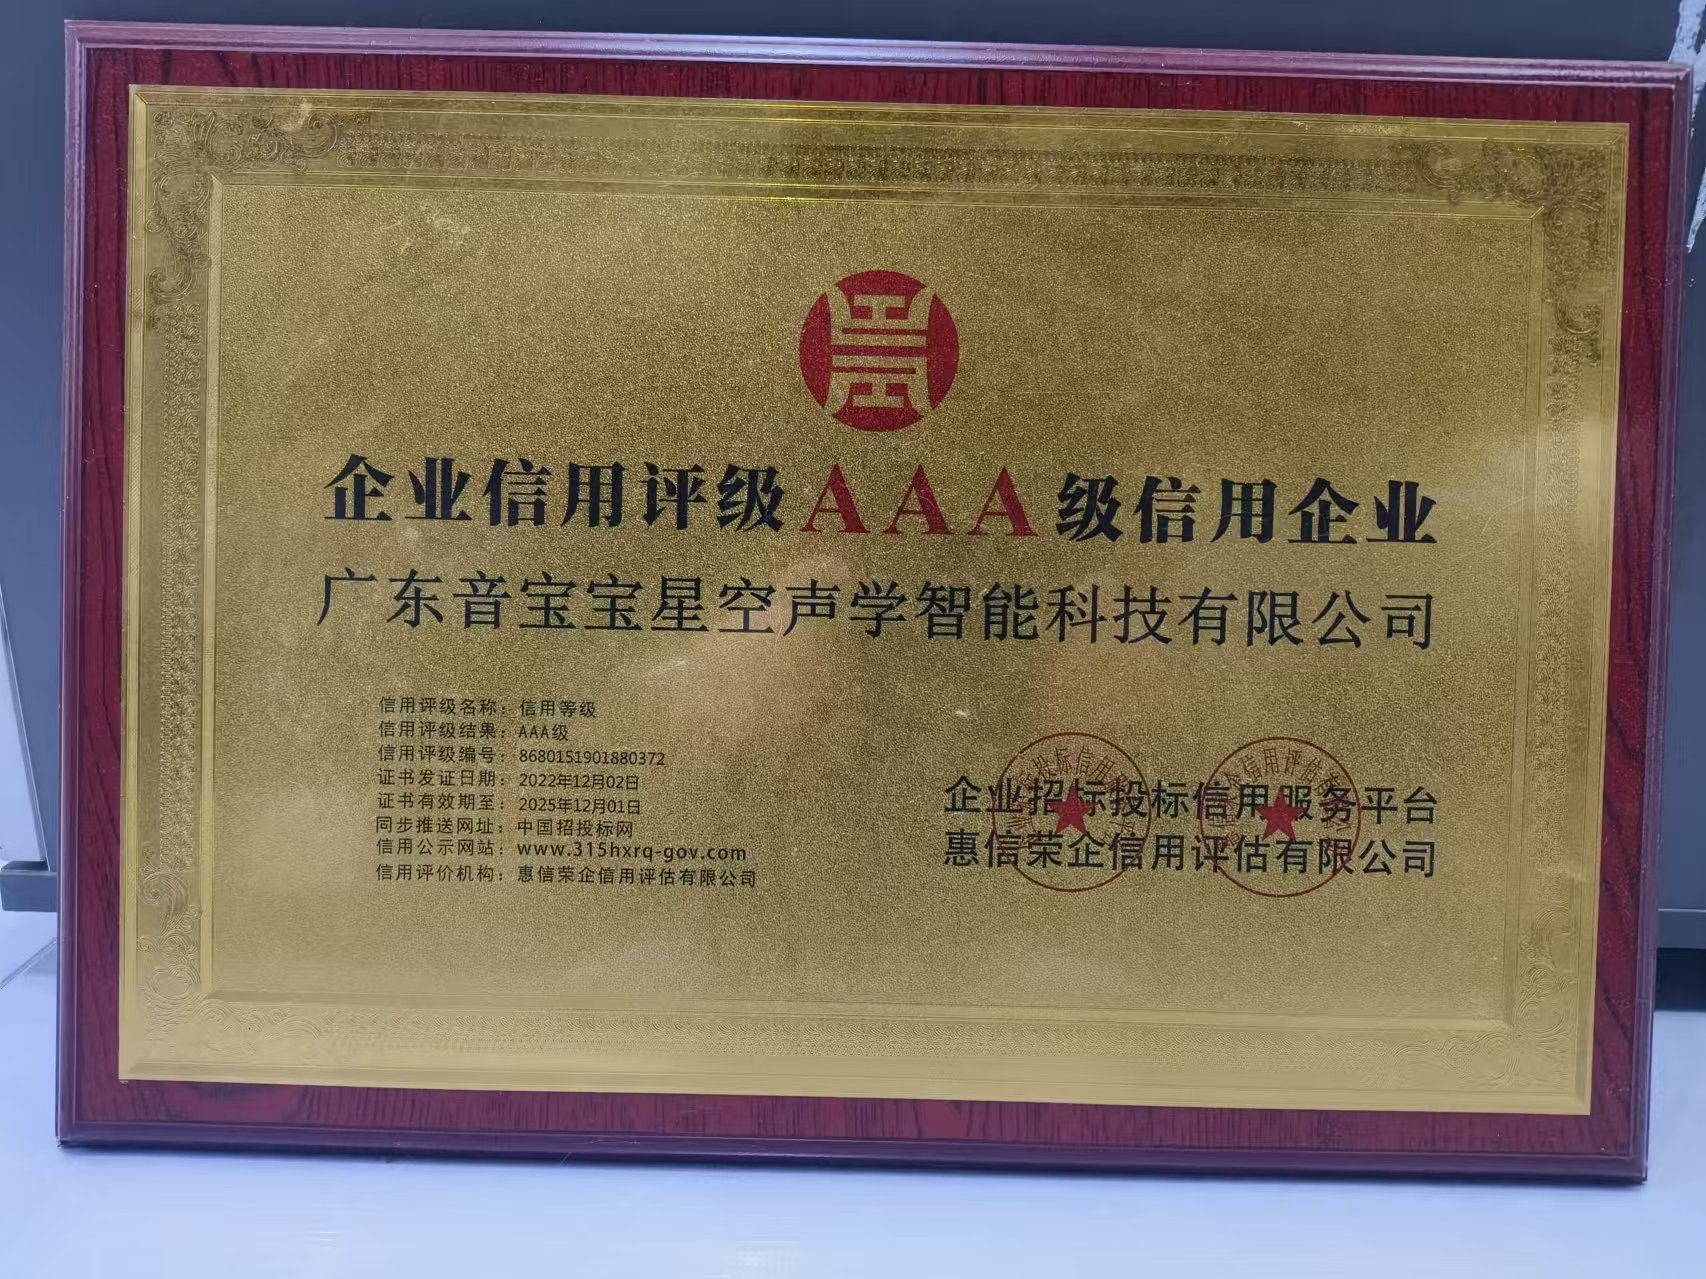 企业信用评级AAA级信用企业
广东音宝宝星空声学智能科技有限公司
信用评级名称：信用等级
信用评级结果：AAA级
信用评级编号：8680151901880372
证书发证日期：2022年12月02日
证书有效期至：2025年12月01日
同步推送网址：中国招投标网
信用公示网站：www.315hxrq-gov.com
信用评价机构：惠信荣企信用评估有限公司
企业招标投标信用服务平台
惠信荣企信用评估有限公司